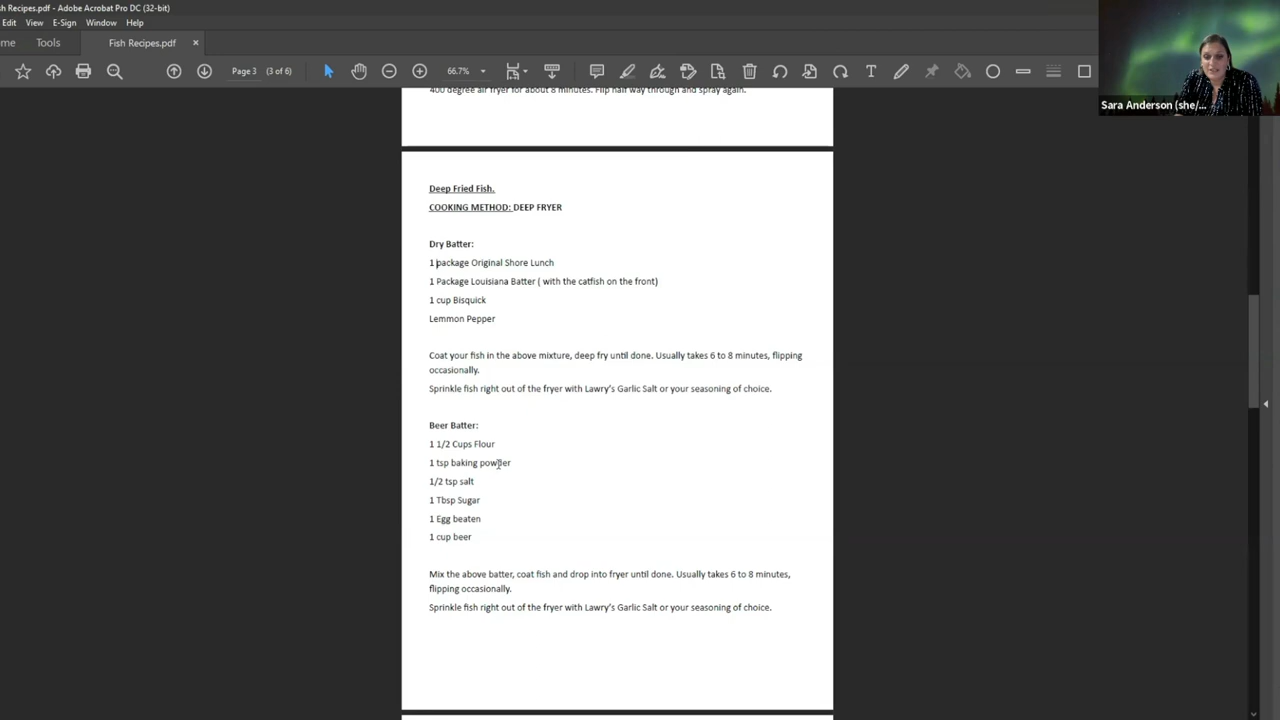 sh Recipes.pdf - Adobe Acrobat Pro DC (32-bit)
Edit View E-Sign Window Help
me Tools Fish Recipes.pdf ×
Page 3 (3 of 6) 66.7%
Sara Anderson (she/...
400 degree air fryer for about 8 minutes. Flip half way through and spray again.
Deep Fried Fish.
COOKING METHOD: DEEP FRYER
Dry Batter:
1 package Original Shore Lunch
1 Package Louisiana Batter ( with the catfish on the front)
1 cup Bisquick
Lemmon Pepper
Coat your fish in the above mixture, deep fry until done. Usually takes 6 to 8 minutes, flipping
occasionally.
Sprinkle fish right out of the fryer with Lawry's Garlic Salt or your seasoning of choice.
Beer Batter:
1 1/2 Cups Flour
1 tsp baking powder
1/2 tsp salt
1 Tbsp Sugar
1 Egg beaten
1 cup beer
Mix the above batter, coat fish and drop into fryer until done. Usually takes 6 to 8 minutes,
flipping occasionally.
Sprinkle fish right out of the fryer with Lawry's Garlic Salt or your seasoning of choice.